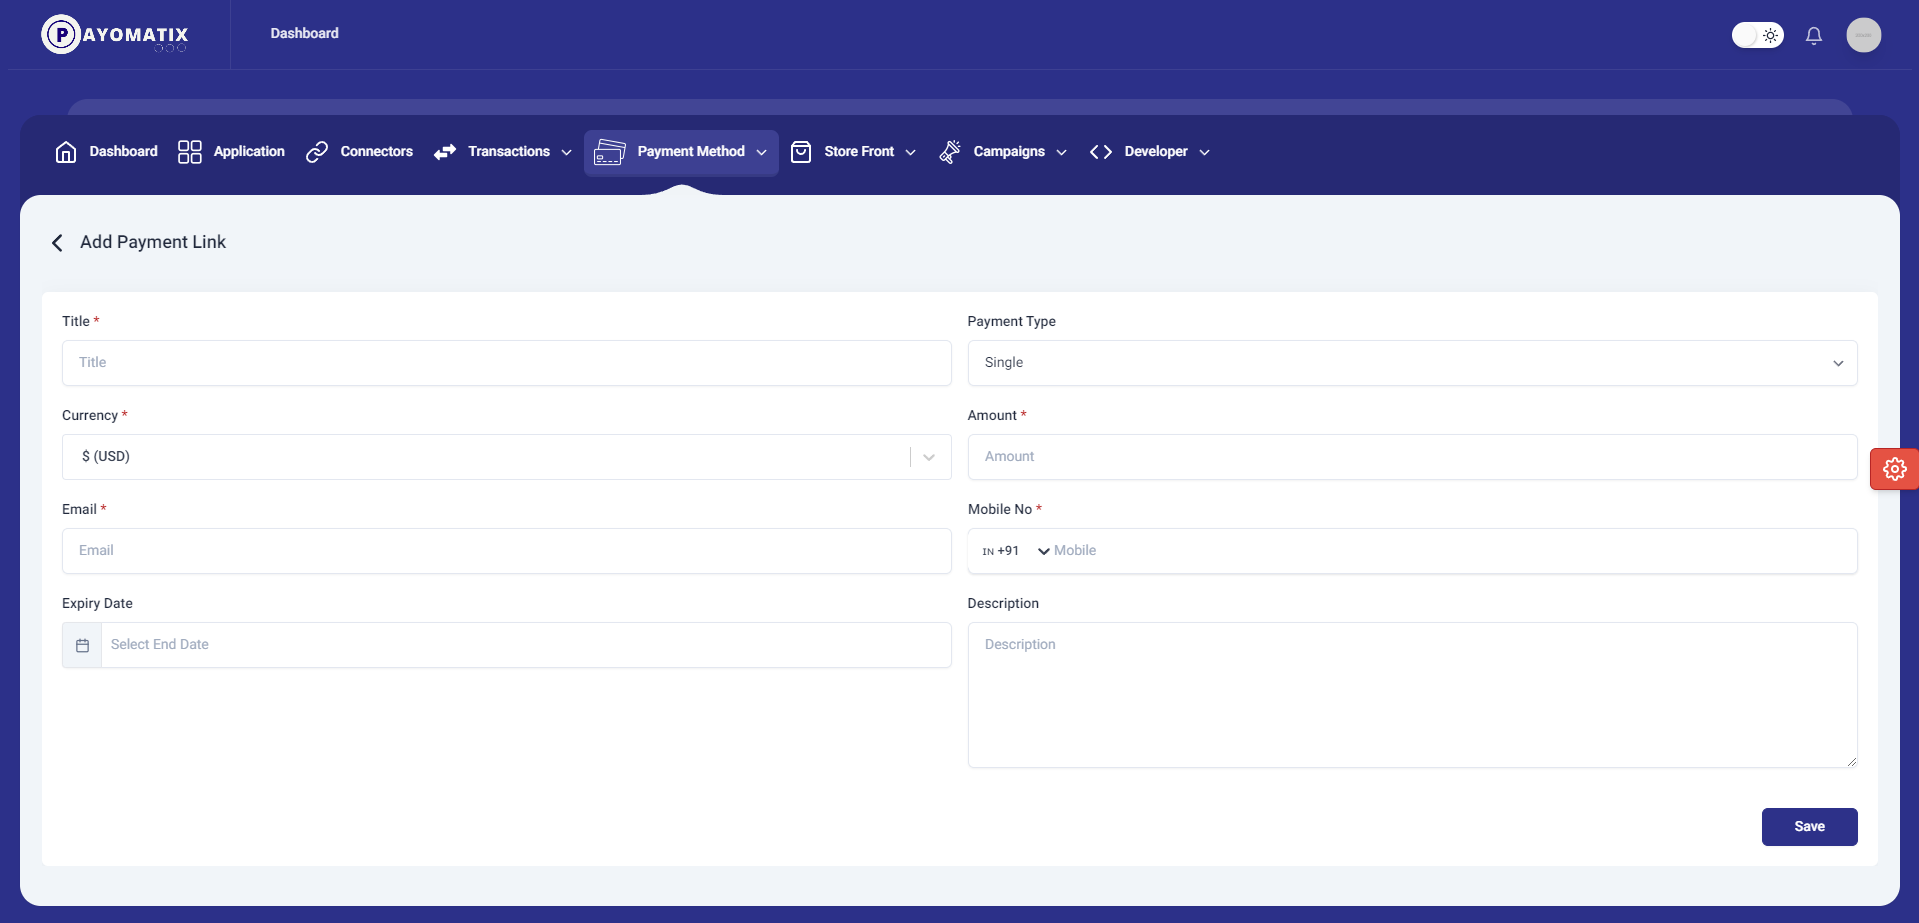 PAYOMATIX
Dashboard
Dashboard
Application
Connectors
Transactions
Payment Method
Store Front
Campaigns
Developer
Add Payment Link
Title *
Title
Payment Type
Single
Currency *
$ (USD)
Amount *
Amount
Email *
Email
Mobile No *
IN +91
Mobile
Expiry Date
Select End Date
Description
Description
Save